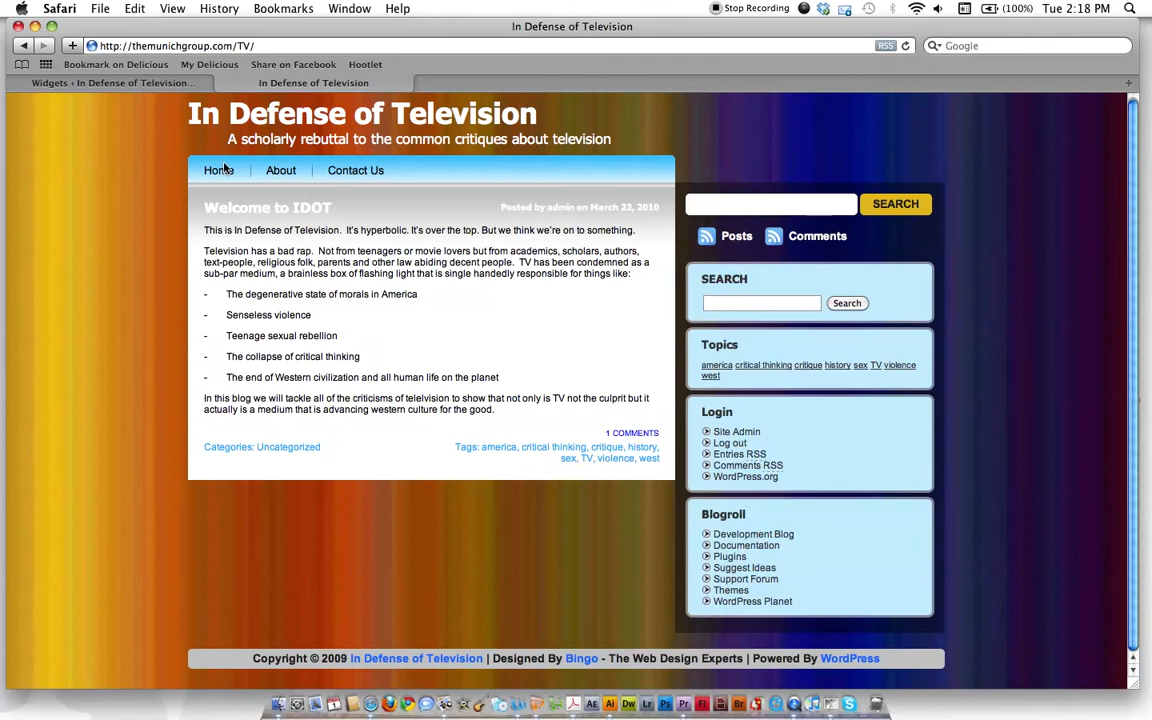 Safari File Edit View History Bookmarks Window Help Stop Recording (100%) Tue 2:18 PM
In Defense of Television
http://themunichgroup.com/TV/ RSS Google
Bookmark on Delicious My Delicious Share on Facebook Hootlet
Widgets ‹ In Defense of Television... In Defense of Television
In Defense of Television
A scholarly rebuttal to the common critiques about television
Home About Contact Us
Welcome to IDOT Posted by admin on March 22, 2010
This is In Defense of Television. It's hyperbolic. It's over the top. But we think we're on to something.
Television has a bad rap. Not from teenagers or movie lovers but from academics, scholars, authors,
text-people, religious folk, parents and other law abiding decent people. TV has been condemned as a
sub-par medium, a brainless box of flashing light that is single handedly responsible for things like:
- The degenerative state of morals in America
- Senseless violence
- Teenage sexual rebellion
- The collapse of critical thinking
- The end of Western civilization and all human life on the planet
In this blog we will tackle all of the criticisms of telelvision to show that not only is TV not the culprit but it
actually is a medium that is advancing western culture for the good.
1 COMMENTS
Categories: Uncategorized Tags: america, critical thinking, critique, history,
sex, TV, violence, west
SEARCH
Posts Comments
SEARCH
Search
Topics
america critical thinking critique history sex TV violence
west
Login
Site Admin
Log out
Entries RSS
Comments RSS
WordPress.org
Blogroll
Development Blog
Documentation
Plugins
Suggest Ideas
Support Forum
Themes
WordPress Planet
Copyright © 2009 In Defense of Television | Designed By Bingo - The Web Design Experts | Powered By WordPress
AE Ai Dw Lr Ps Pr Fl Br